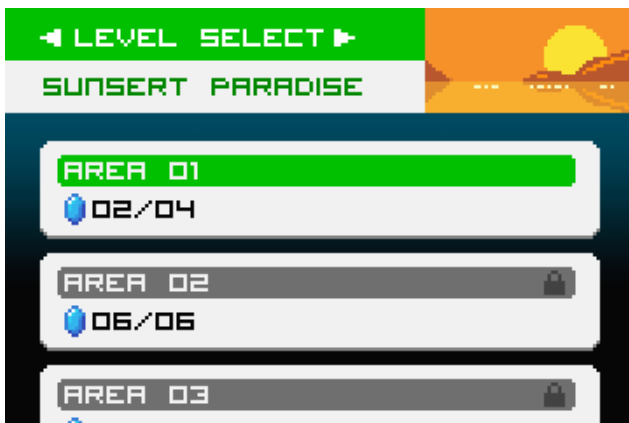 LEVEL SELECT
SUNSERT PARADISE
AREA 01
02/04
AREA 02
06/06
AREA 03